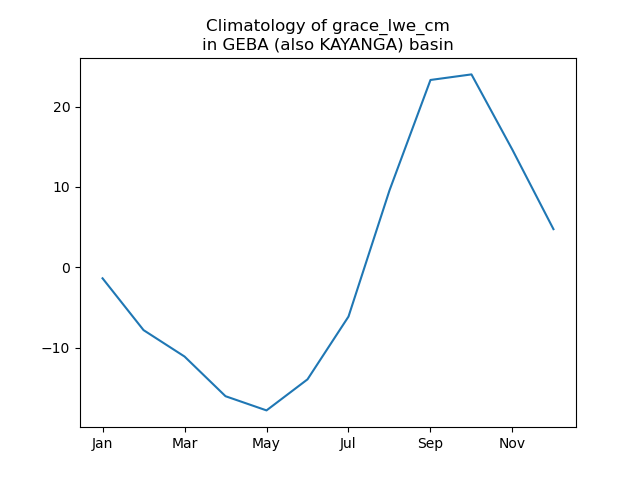 Climatology of grace_lwe_cm
in GEBA (also KAYANGA) basin
20
10
0
−10
Jan Mar May Jul Sep Nov